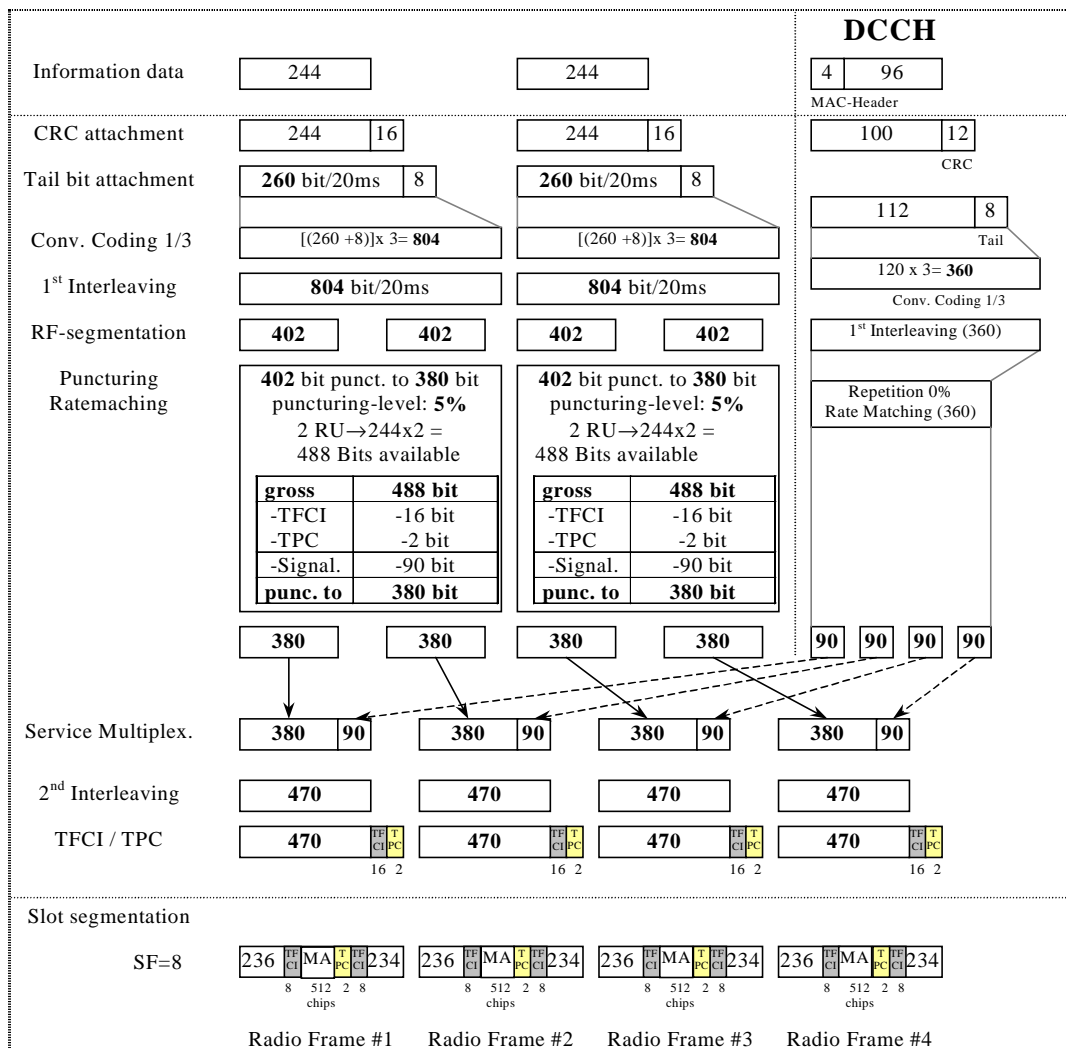 DCCH
Information data 244 244 4 96
MAC-Header
CRC attachment 244 16 244 16 100 12
CRC
Tail bit attachment 260 bit/20ms 8 260 bit/20ms 8
112 8
Tail
Conv. Coding 1/3 [(260 +8)]x 3= 804 [(260 +8)]x 3= 804
120 x 3= 360
Conv. Coding 1/3
1st Interleaving 804 bit/20ms 804 bit/20ms
RF-segmentation 402 402 402 402 1st Interleaving (360)
Puncturing
Ratemaching
402 bit punct. to 380 bit
puncturing-level: 5%
2 RU→244x2 =
488 Bits available
gross 488 bit
-TFCI -16 bit
-TPC -2 bit
-Signal. -90 bit
punc. to 380 bit
402 bit punct. to 380 bit
puncturing-level: 5%
2 RU→244x2 =
488 Bits available
gross 488 bit
-TFCI -16 bit
-TPC -2 bit
-Signal. -90 bit
punc. to 380 bit
Repetition 0%
Rate Matching (360)
380 380 380 380 90 90 90 90
Service Multiplex. 380 90 380 90 380 90 380 90
2nd Interleaving 470 470 470 470
TFCI / TPC 470 TF CI T PC 470 TF CI T PC 470 TF CI T PC 470 TF CI T PC
16 2 16 2 16 2 16 2
Slot segmentation
SF=8 236 TF CI MA T PC TF CI 234 236 TF CI MA T PC TF CI 234 236 TF CI MA T PC TF CI 234 236 TF CI MA T PC TF CI 234
8 512 2 8 8 512 2 8 8 512 2 8 8 512 2 8
chips chips chips chips
Radio Frame #1 Radio Frame #2 Radio Frame #3 Radio Frame #4